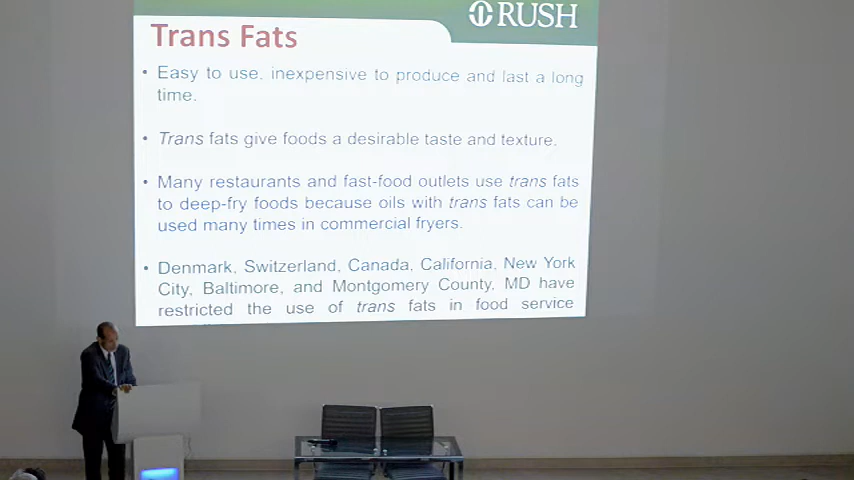 RUSH
Trans Fats
• Easy to use, inexpensive to produce and last a long
time.
• Trans fats give foods a desirable taste and texture.
• Many restaurants and fast-food outlets use trans fats
to deep-fry foods because oils with trans fats can be
used many times in commercial fryers.
• Denmark, Switzerland, Canada, California, New York
City, Baltimore, and Montgomery County, MD have
restricted the use of trans fats in food service